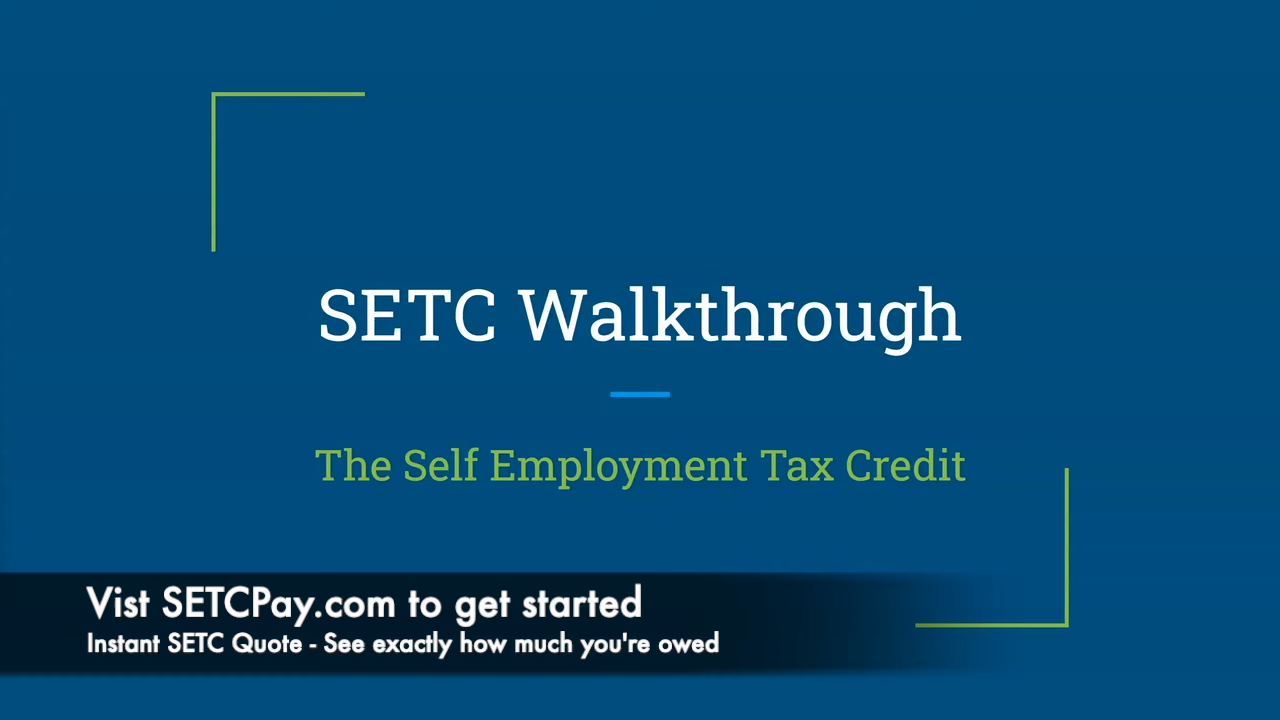 SETC Walkthrough
The Self Employment Tax Credit
Vist SETCPay.com to get started
Instant SETC Quote - See exactly how much you're owed